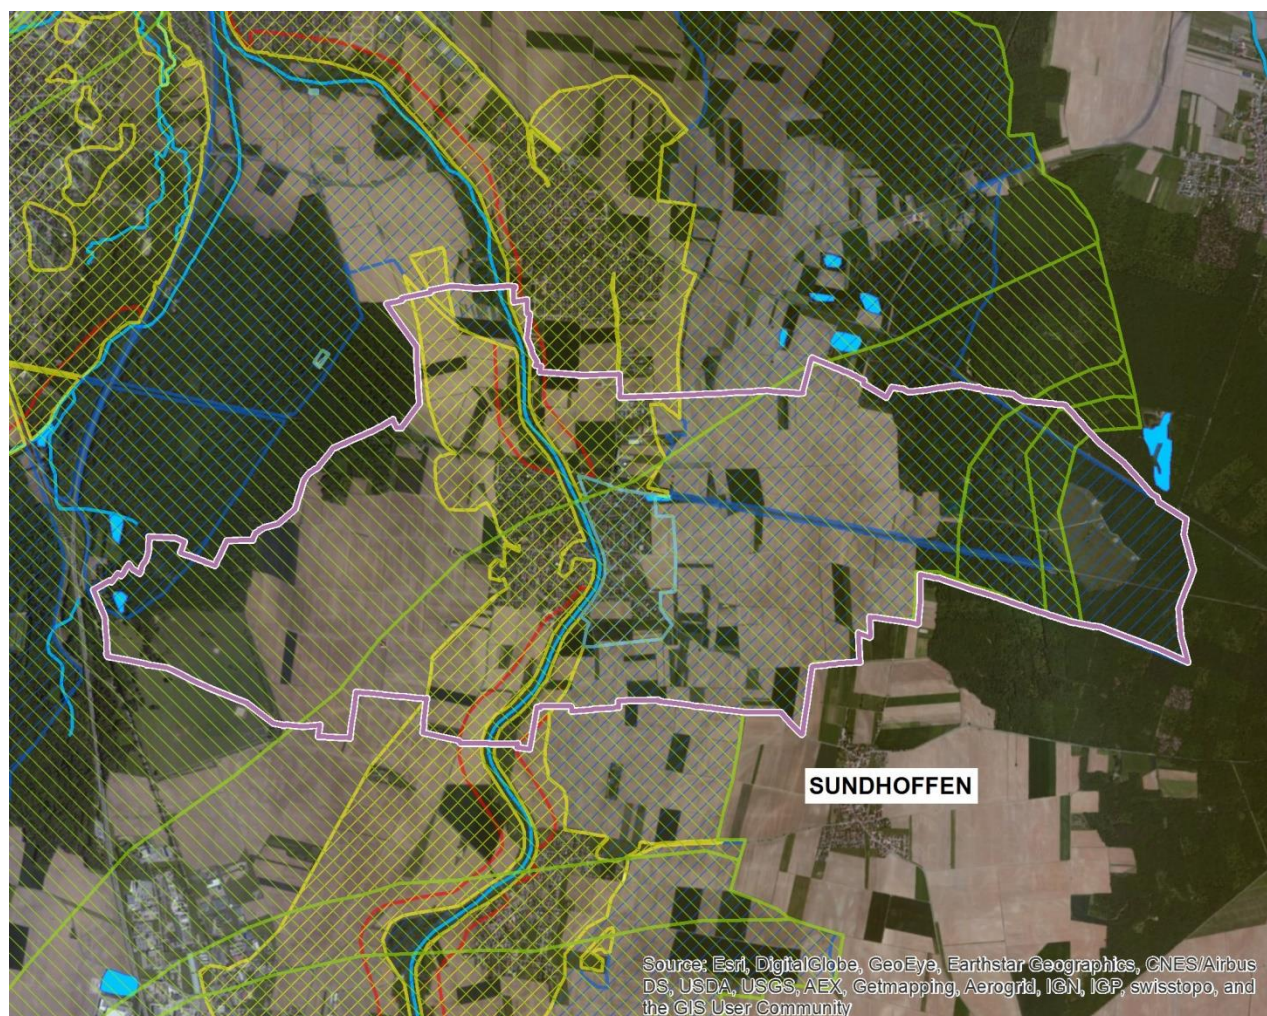 SUNDHOFFEN
Source: Esri, DigitalGlobe, GeoEye, Earthstar Geographics, CNES/Airbus
DS, USDA, USGS, AEX, Getmapping, Aerogrid, IGN, IGP, swisstopo, and
the GIS User Community